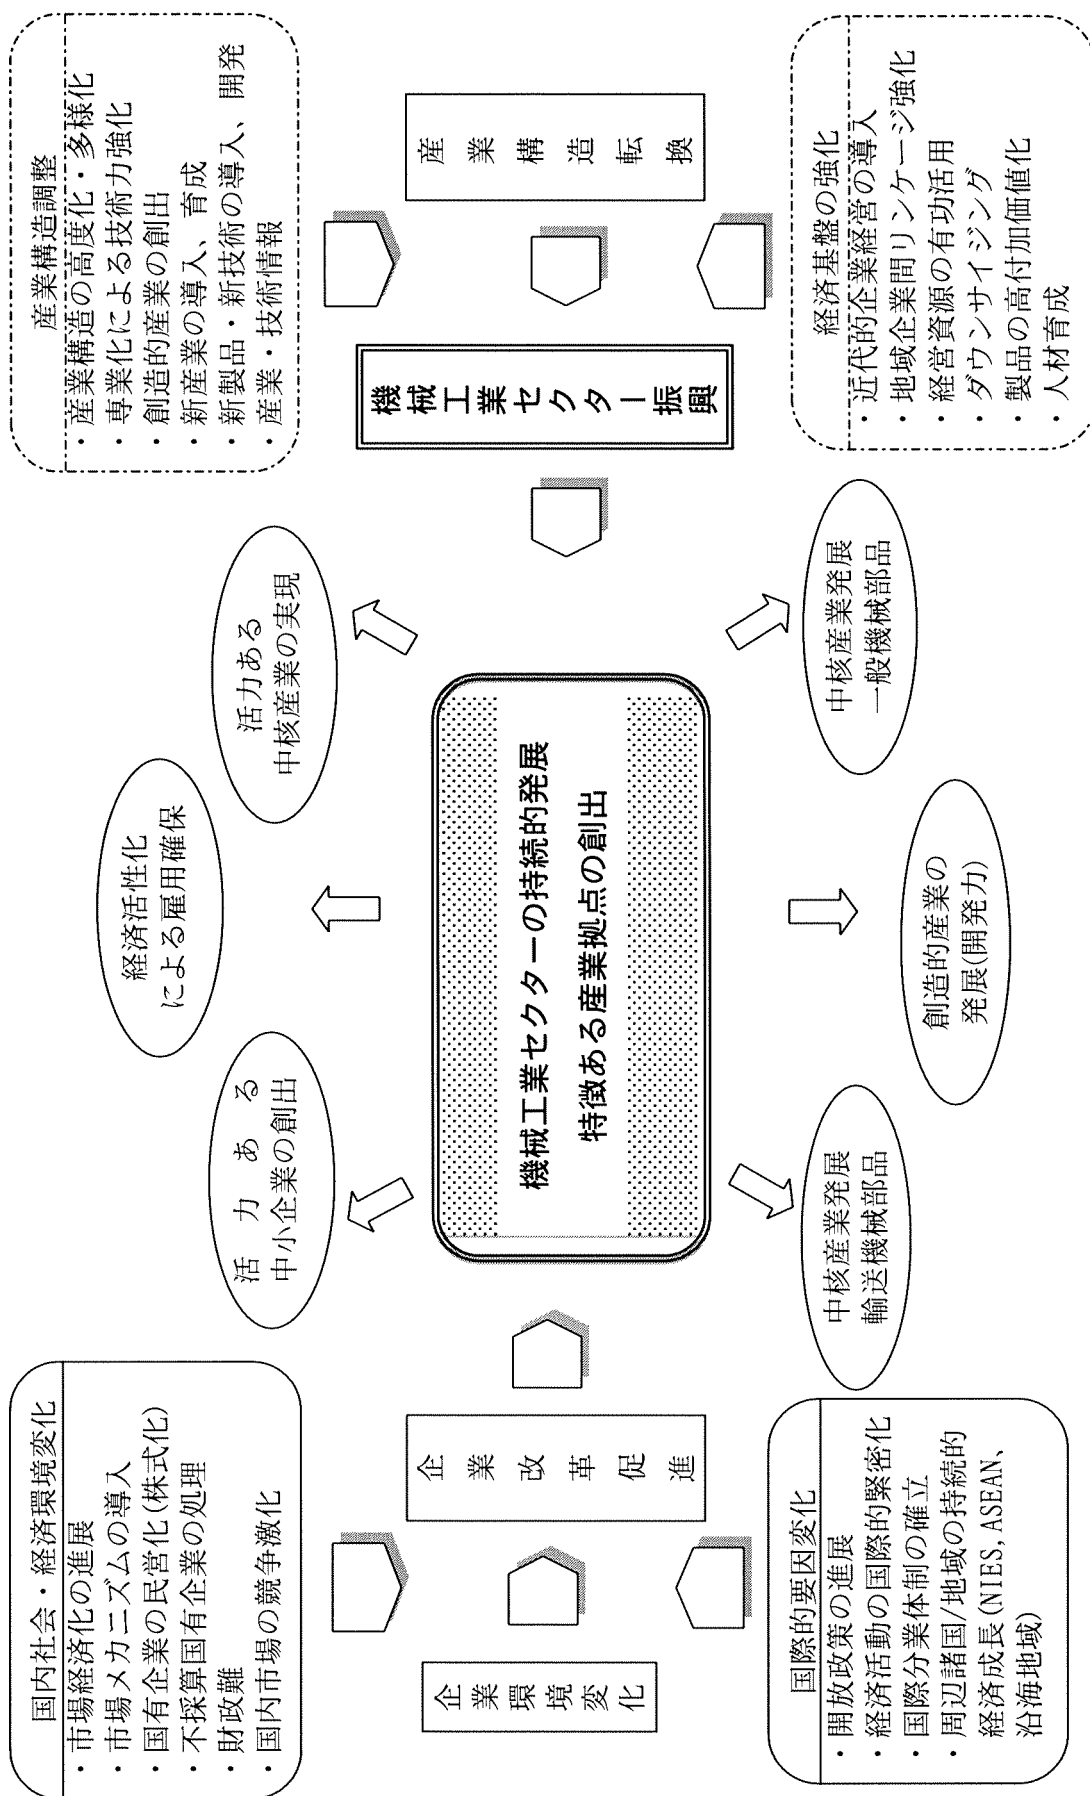 国内社会・経済環境変化
・市場経済化の進展
・市場メカニズムの導入
・国有企業の民営化(株式化)
・不採算国有企業の処理
・財政難
・国内市場の競争激化
企業環境変化
国際的要因変化
・開放政策の進展
・経済活動の国際的緊密化
・国際分業体制の確立
・周辺諸国/地域の持続的
経済成長(NIES,ASEAN、
沿海地域)
企業改革促進
活力ある
中小企業の創出
経済活性化
による雇用確保
活力ある
中核産業の実現
機械工業セクターの持続的発展
特徴ある産業拠点の創出
中核産業発展
輸送機械部品
創造的産業の
発展(開発力)
中核産業発展
一般機械部品
機械工業セクター振興
産業構造調整
・産業構造の高度化・多様化
・専業化による技術力強化
・創造的産業の創出
・新産業の導入、育成
・新製品・新技術の導入、開発
・産業・技術情報
産業構造転換
経済基盤の強化
・近代的企業経営の導入
・地域企業間リンケージ強化
・経営資源の有功活用
・ダウンサイジング
・製品の高付加価値化
・人材育成